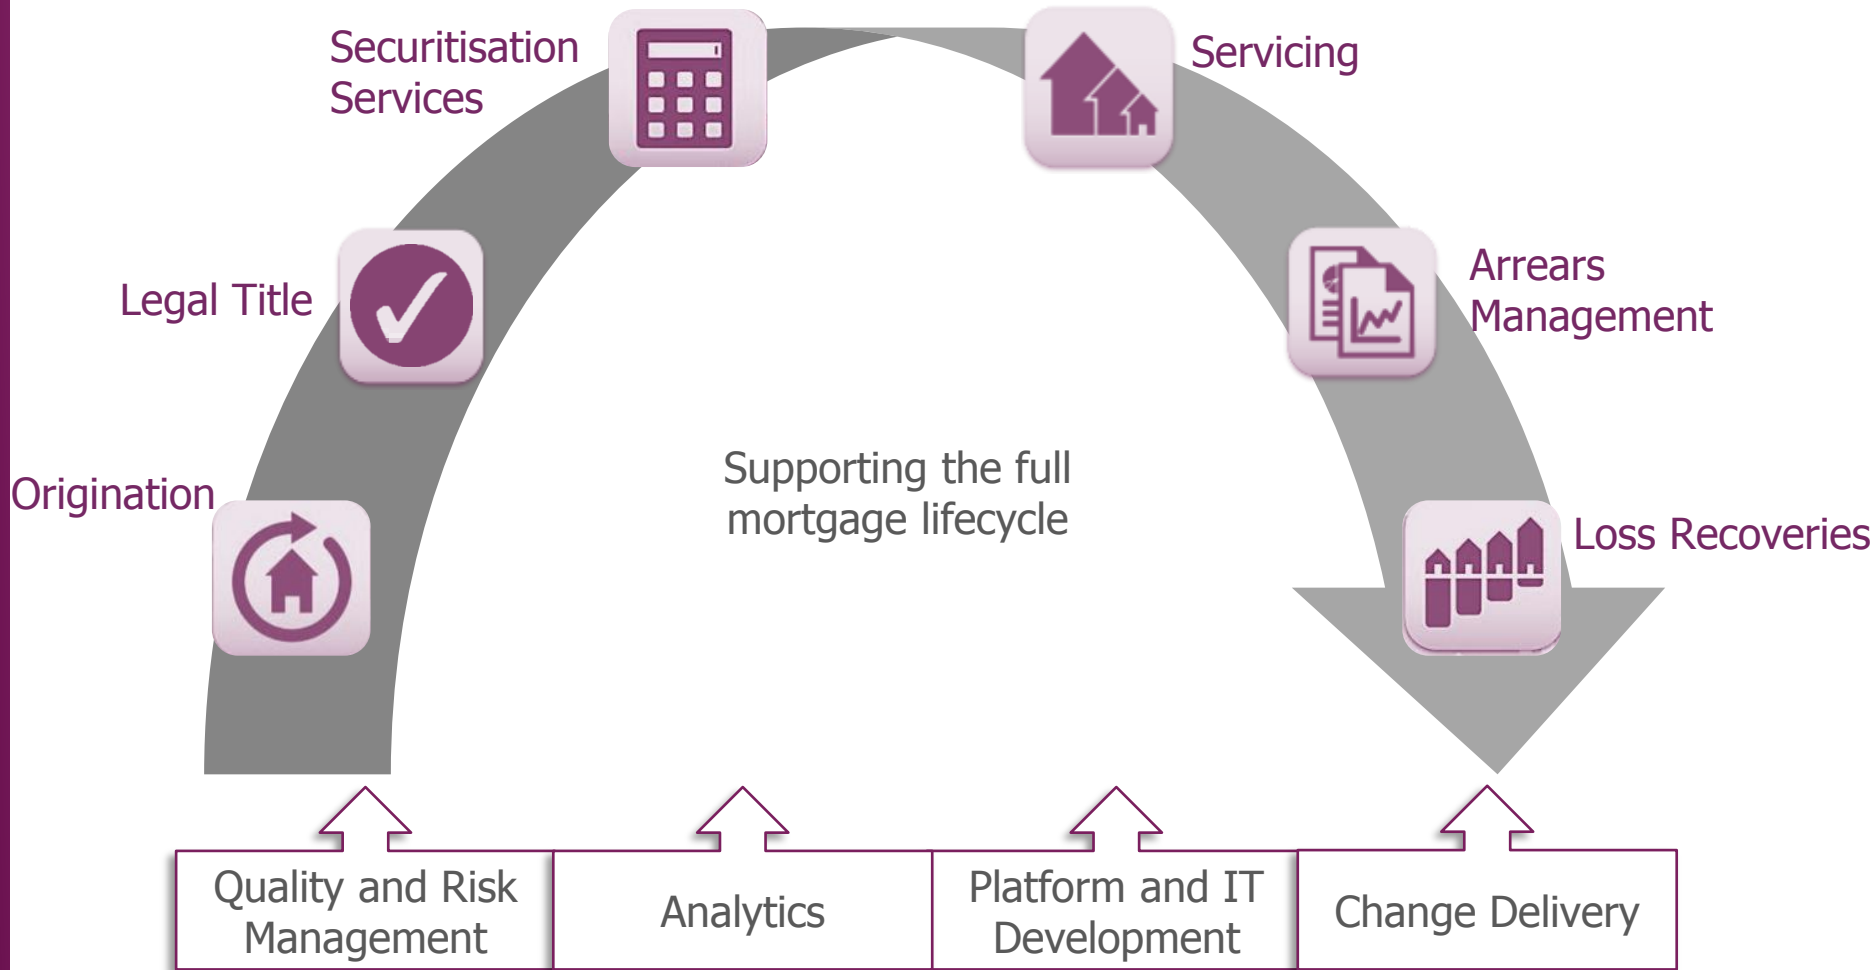 Securitisation
Services
Servicing
Legal Title
Arrears
Management
Origination
Supporting the full
mortgage lifecycle
Loss Recoveries
Quality and Risk
Management
Analytics
Platform and IT
Development
Change Delivery